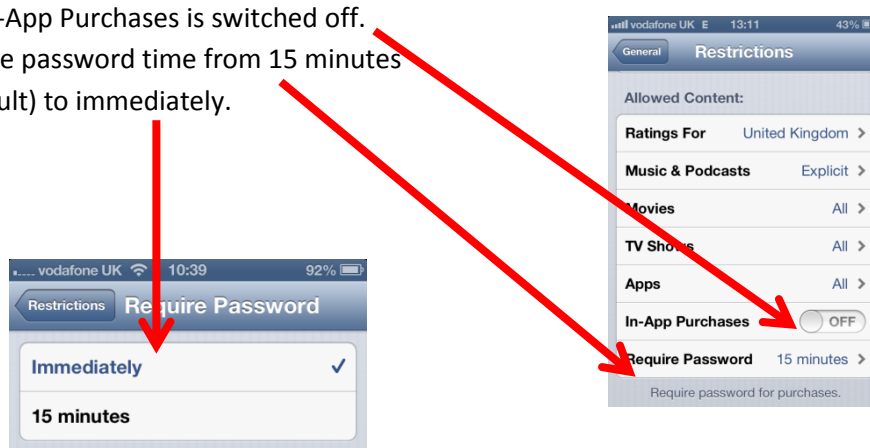 -App Purchases is switched off.
e password time from 15 minutes
ult) to immediately.
vodafone UK E 13:11 43%
General Restrictions
Allowed Content:
Ratings For United Kingdom >
Music & Podcasts Explicit >
Movies All >
TV Shows All >
Apps All >
In-App Purchases OFF
Require Password 15 minutes >
Require password for purchases.
vodafone UK 10:39 92%
Restrictions Require Password
Immediately ✓
15 minutes